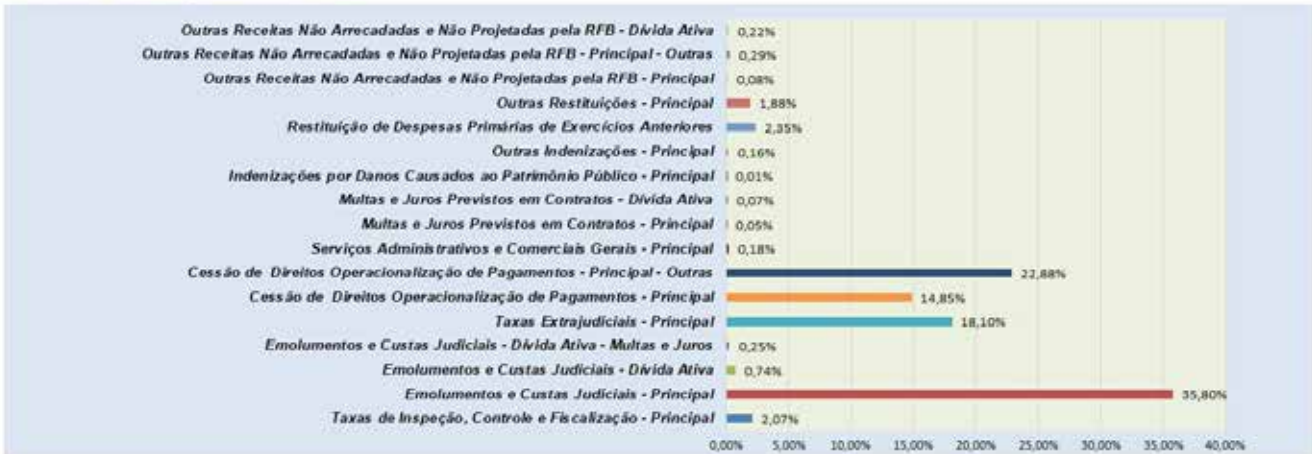 Outras Receitas Não Arrecadadas e Não Projetadas pela RFB - Dívida Ativa 0,22%
Outras Receitas Não Arrecadadas e Não Projetadas pela RFB - Principal - Outras 0,29%
Outras Receitas Não Arrecadadas e Não Projetadas pela RFB - Principal 0,08%
Outras Restituições - Principal 1,88%
Restituição de Despesas Primárias de Exercícios Anteriores 2,35%
Outras Indenizações - Principal 0,16%
Indenizações por Danos Causados ao Patrimônio Público - Principal 0,01%
Multas e Juros Previstos em Contratos - Dívida Ativa 0,07%
Multas e Juros Previstos em Contratos - Principal 0,05%
Serviços Administrativos e Comerciais Gerais - Principal 0,18%
Cessão de Direitos Operacionalização de Pagamentos - Principal - Outras 22,88%
Cessão de Direitos Operacionalização de Pagamentos - Principal 14,85%
Taxas Extrajudiciais - Principal 18,10%
Emolumentos e Custas Judiciais - Dívida Ativa - Multas e Juros 0,25%
Emolumentos e Custas Judiciais - Dívida Ativa 0,74%
Emolumentos e Custas Judiciais - Principal 35,80%
Taxas de Inspeção, Controle e Fiscalização - Principal 2,07%
0,00% 5,00% 10,00% 15,00% 20,00% 25,00% 30,00% 35,00% 40,00%